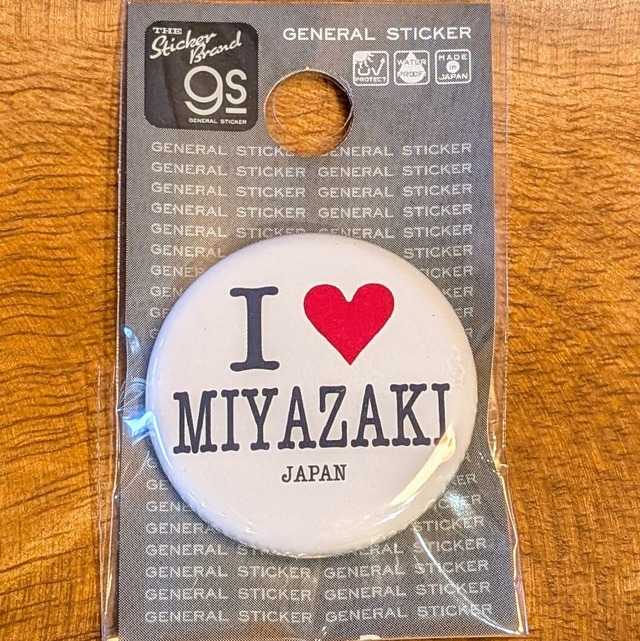 THE
Sticker
Brand
gs
GENERAL STICKER
GENERAL STICKER
UV
PROTECT
WATER
PROOF
MADE
in
JAPAN
GENERAL STICKE GENERAL STICKER
GENERAL STICKER GENERAL STICKER
GENERAL STICKER GENERAL STICKER
GENERAL STICKER GENERAL STICKER
GENERAL STICKER
GENERAL
I ♥
MIYAZAKI
JAPAN
GENERAL STICKER
GENERAL STICKER GENERAL STICKER
GENERAL STICKER GENERAL STICKER
GENERAL STICKER GENERAL STICKER